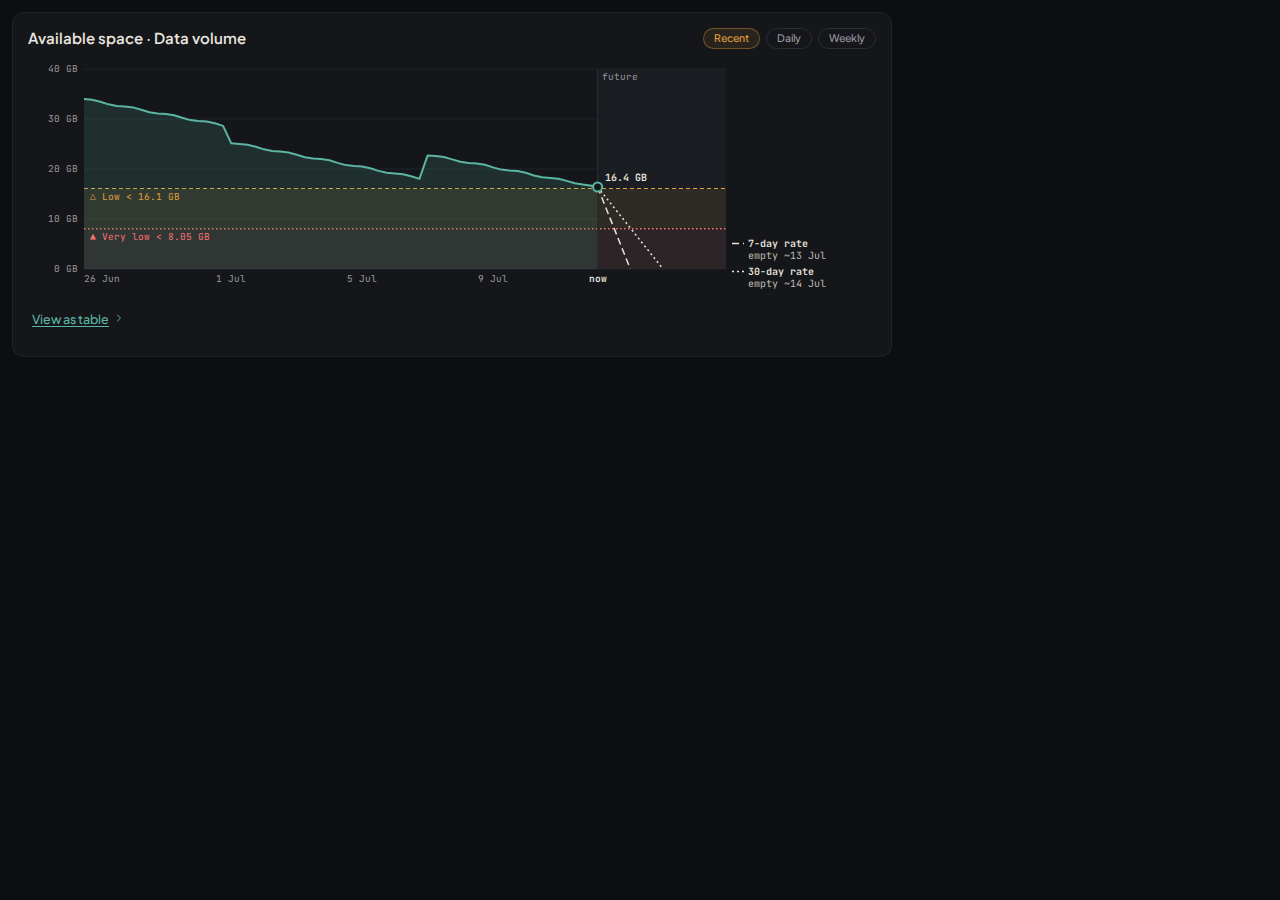 Available space · Data volume
Recent
Daily
Weekly
40 GB
30 GB
20 GB
10 GB
0 GB
future
16.4 GB
△ Low < 16.1 GB
▲ Very low < 8.05 GB
7-day rate
empty ~13 Jul
30-day rate
empty ~14 Jul
26 Jun
1 Jul
5 Jul
9 Jul
now
View as table